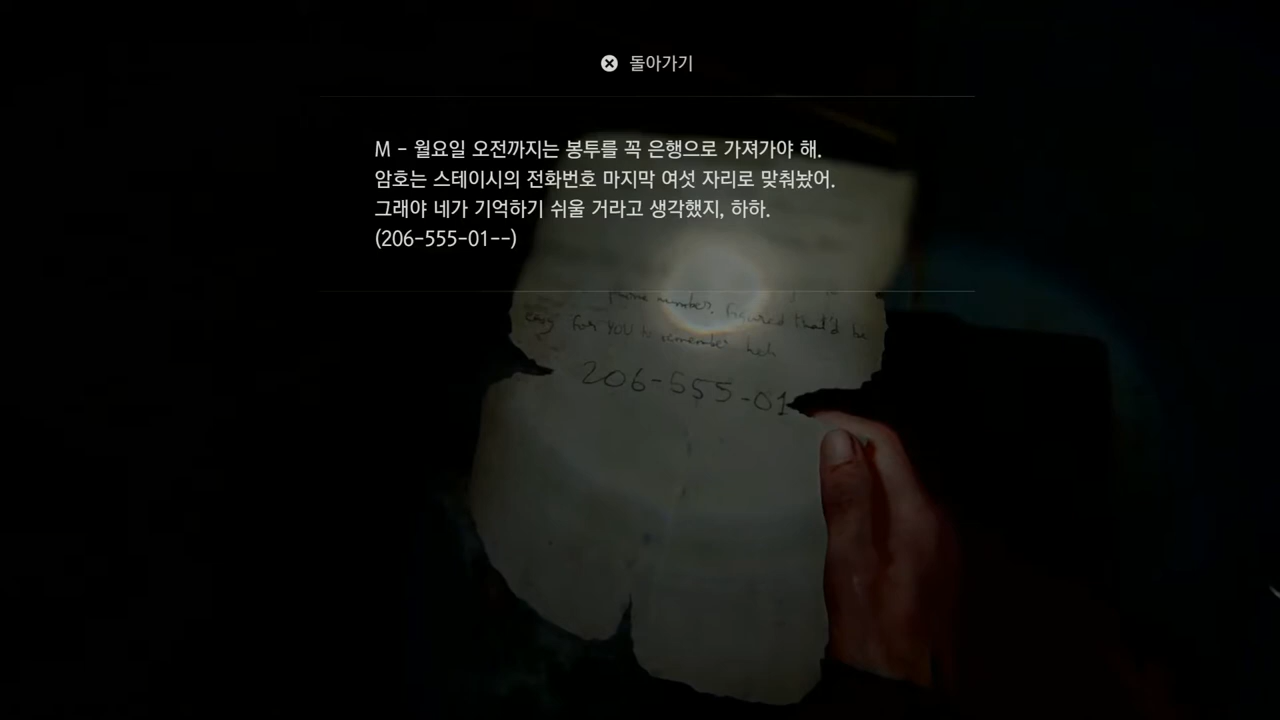 돌아가기
M - 월요일 오전까지는 봉투를 꼭 은행으로 가져가야 해.
암호는 스테이시의 전화번호 마지막 여섯 자리로 맞춰놨어.
그래야 네가 기억하기 쉬울 거라고 생각했지, 하하.
(206-555-01--)
phone number. Figured that'd be
easy for you to remember heh
206-555-01